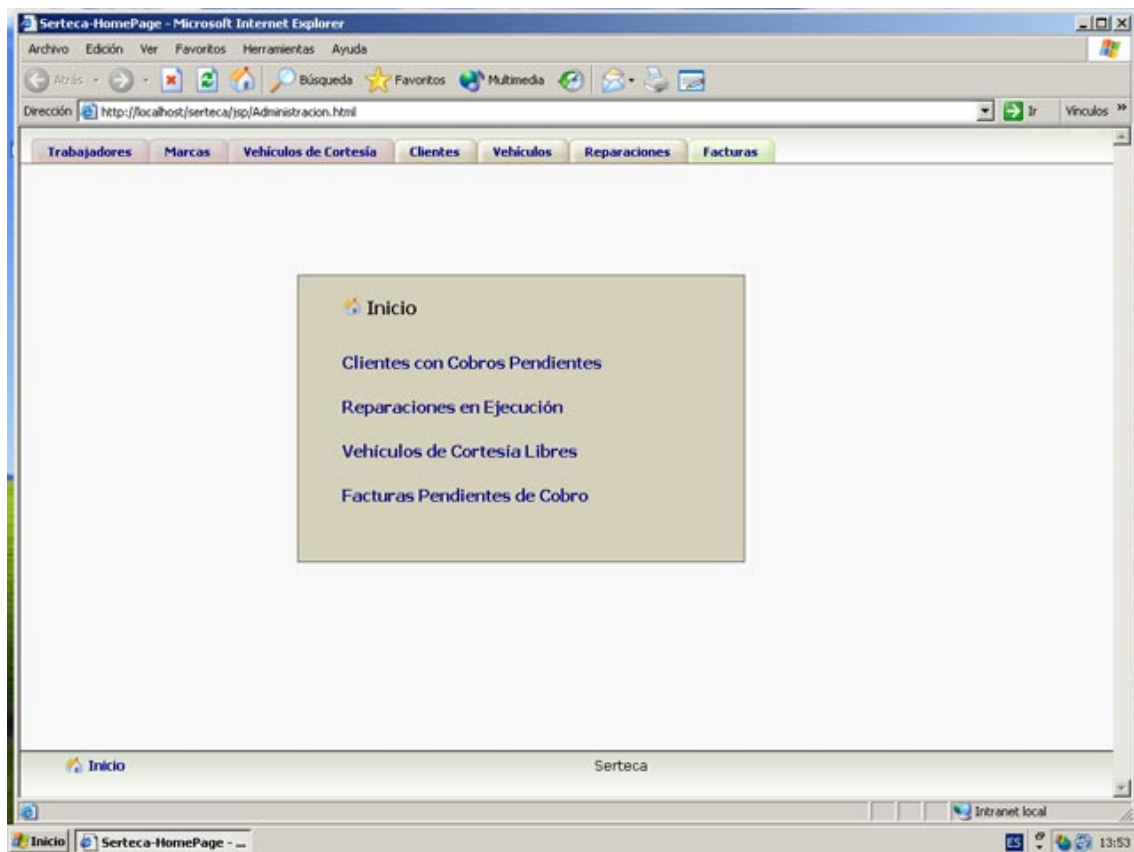 Serteca-HomePage - Microsoft Internet Explorer
Archivo Edición Ver Favoritos Herramientas Ayuda
Atrás Búsqueda Favoritos Multimedia
Dirección http://localhost/serteca/jsp/Administracion.html Ir Vínculos »
Trabajadores Marcas Vehículos de Cortesía Clientes Vehículos Reparaciones Facturas
Inicio
Clientes con Cobros Pendientes
Reparaciones en Ejecución
Vehículos de Cortesía Libres
Facturas Pendientes de Cobro
Inicio Serteca
Intranet local
Inicio Serteca-HomePage - ... ES 13:53